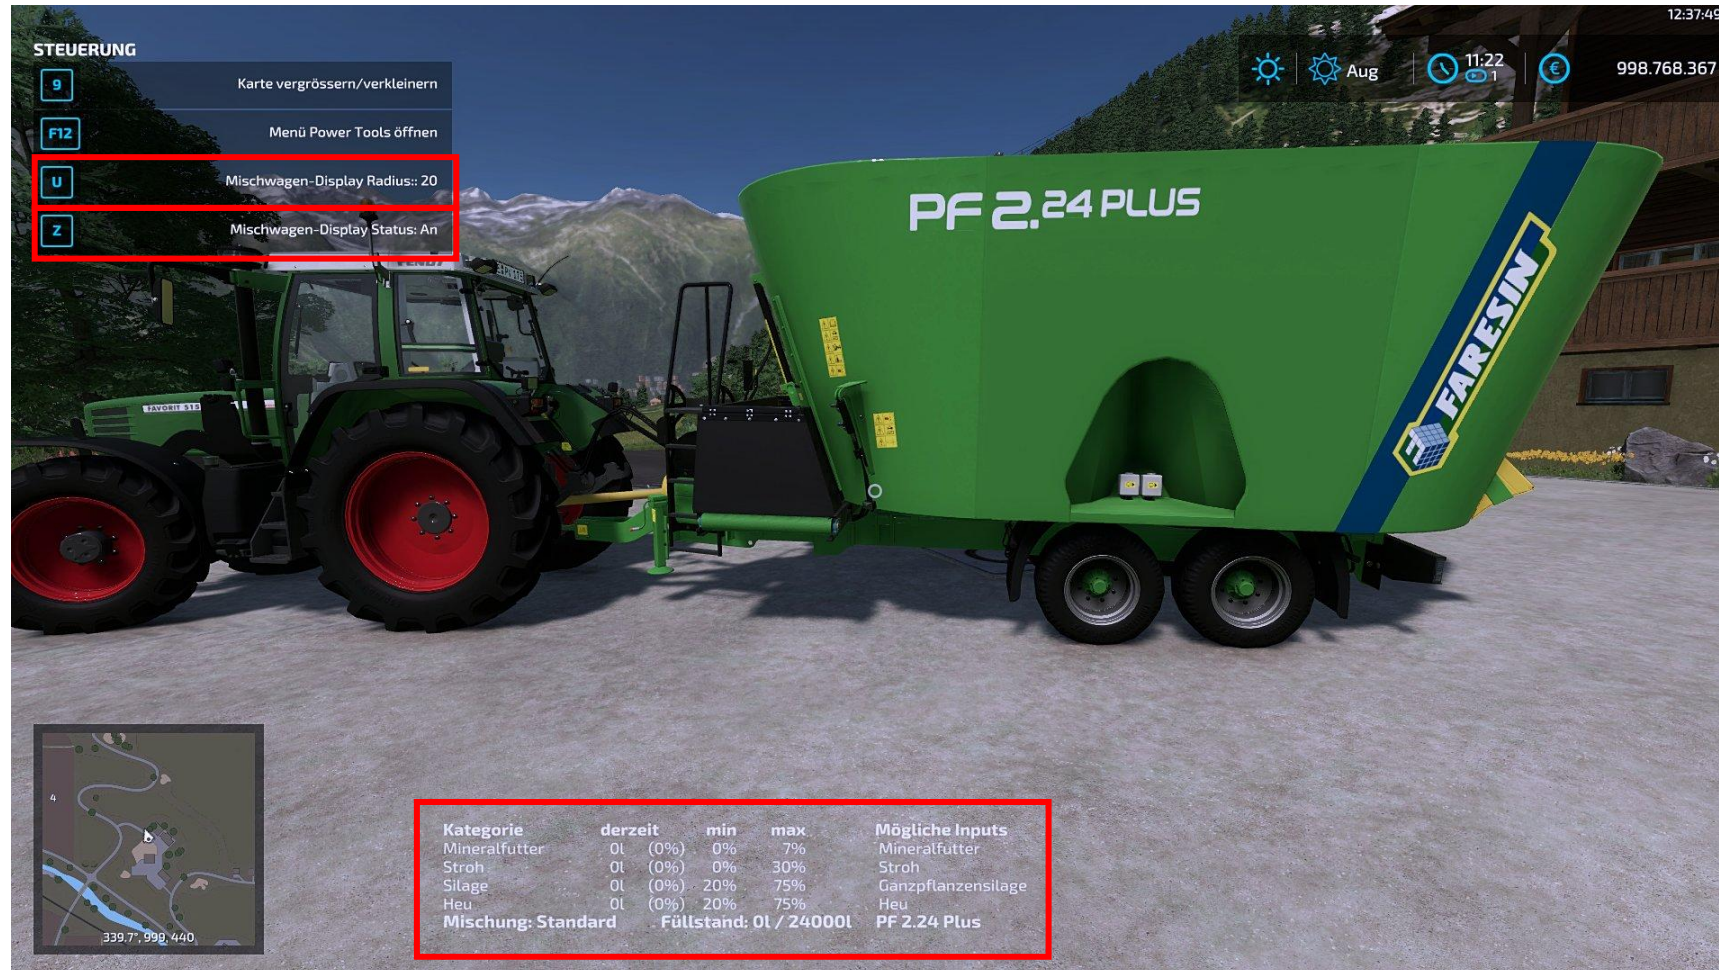 12:37:49
STEUERUNG
9 Karte vergrössern/verkleinern
F12 Menü Power Tools öffnen
U Mischwagen-Display Radius:: 20
Z Mischwagen-Display Status: An
Aug 11:22 1 € 998.768.367
PF 2.24 PLUS
FARESIN
FENDT
FAVORIT 515
4
339.7°, 999, 440
Kategorie derzeit min max Mögliche Inputs
Mineralfutter 0l (0%) 0% 7% Mineralfutter
Stroh 0l (0%) 0% 30% Stroh
Silage 0l (0%) 20% 75% Ganzpflanzensilage
Heu 0l (0%) 20% 75% Heu
Mischung: Standard Füllstand: 0l / 24000l PF 2.24 Plus